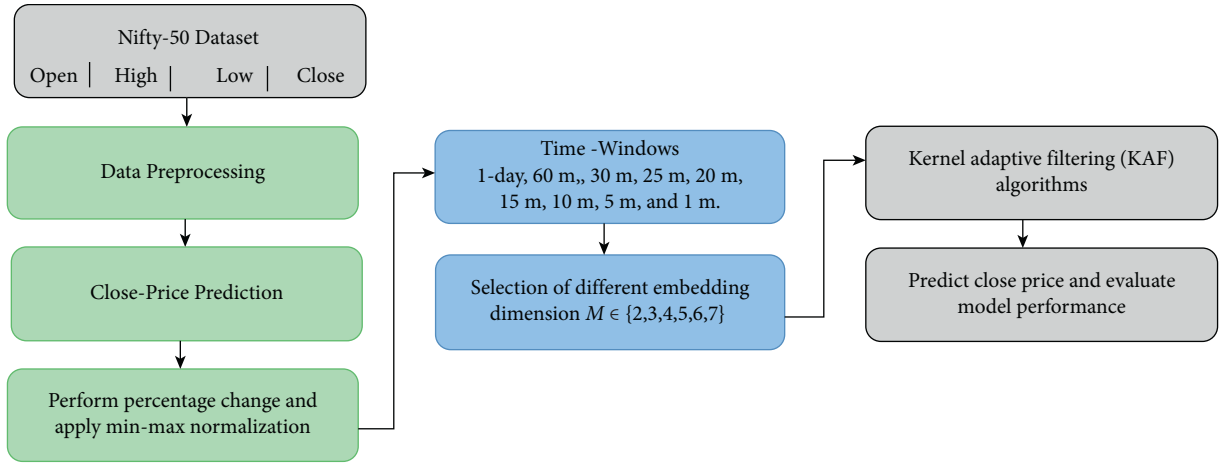 Nifty-50 Dataset
Open | High | Low | Close
Data Preprocessing
Close-Price Prediction
Perform percentage change and
apply min-max normalization
Time -Windows
1-day, 60 m,, 30 m, 25 m, 20 m,
15 m, 10 m, 5 m, and 1 m.
Selection of different embedding
dimension M ∈ {2,3,4,5,6,7}
Kernel adaptive filtering (KAF)
algorithms
Predict close price and evaluate
model performance